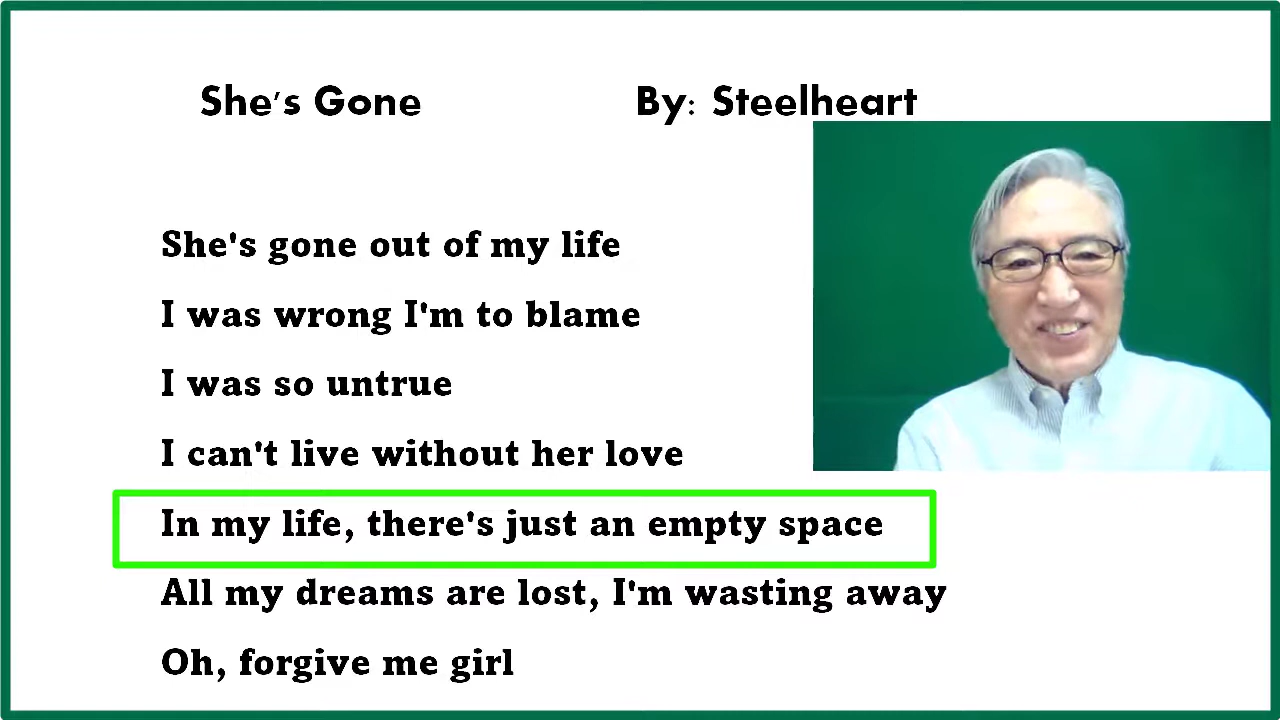 She's Gone By: Steelheart
She's gone out of my life
I was wrong I'm to blame
I was so untrue
I can't live without her love
In my life, there's just an empty space
All my dreams are lost, I'm wasting away
Oh, forgive me girl